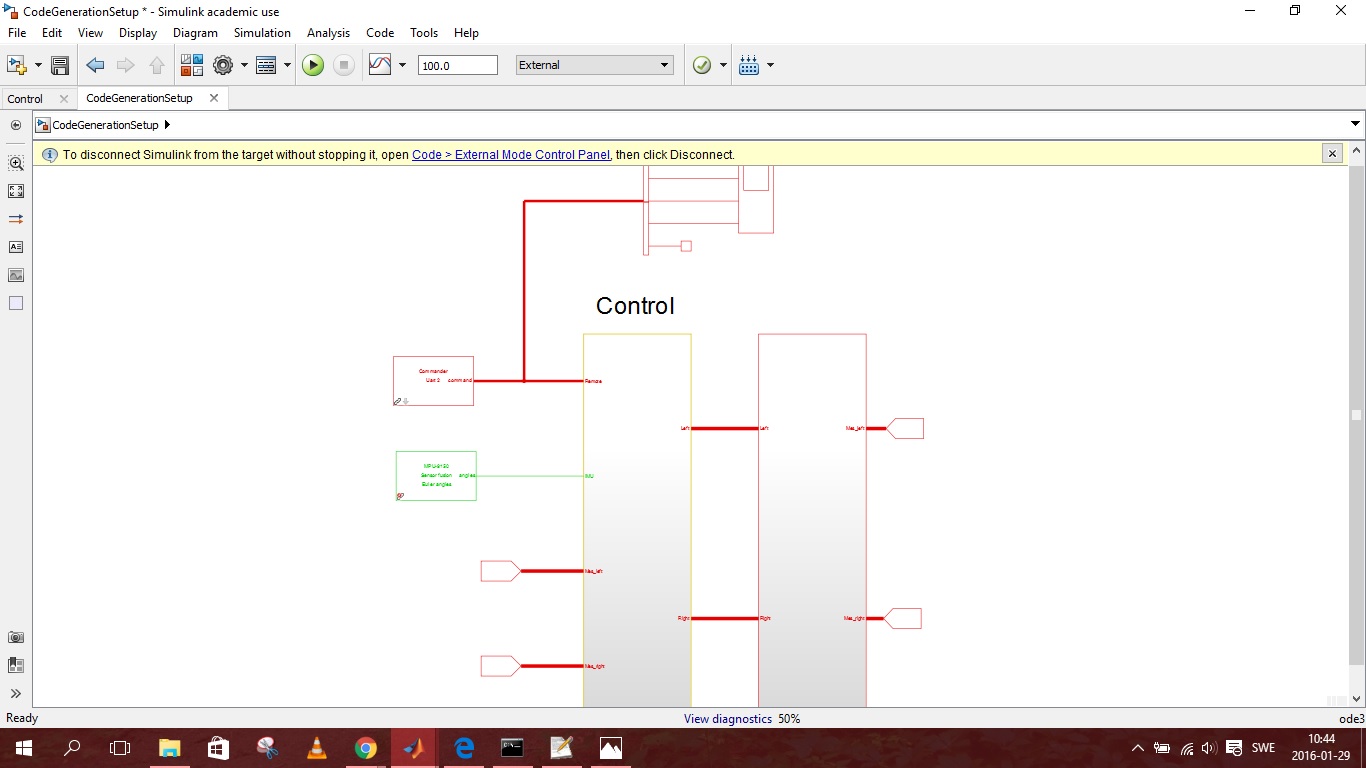 CodeGenerationSetup * - Simulink academic use
File Edit View Display Diagram Simulation Analysis Code Tools Help
100.0 External
Control CodeGenerationSetup
CodeGenerationSetup
To disconnect Simulink from the target without stopping it, open Code > External Mode Control Panel, then click Disconnect.
Control
Commander
Uart 2 command
Remote
Left Left Mes_left
MPU-9150
Sensor fusion angles
Euler angles
IMU
Mes_left
Right Right Mes_right
Mes_right
Ready View diagnostics 50% ode3
SWE
10:44
2016-01-29